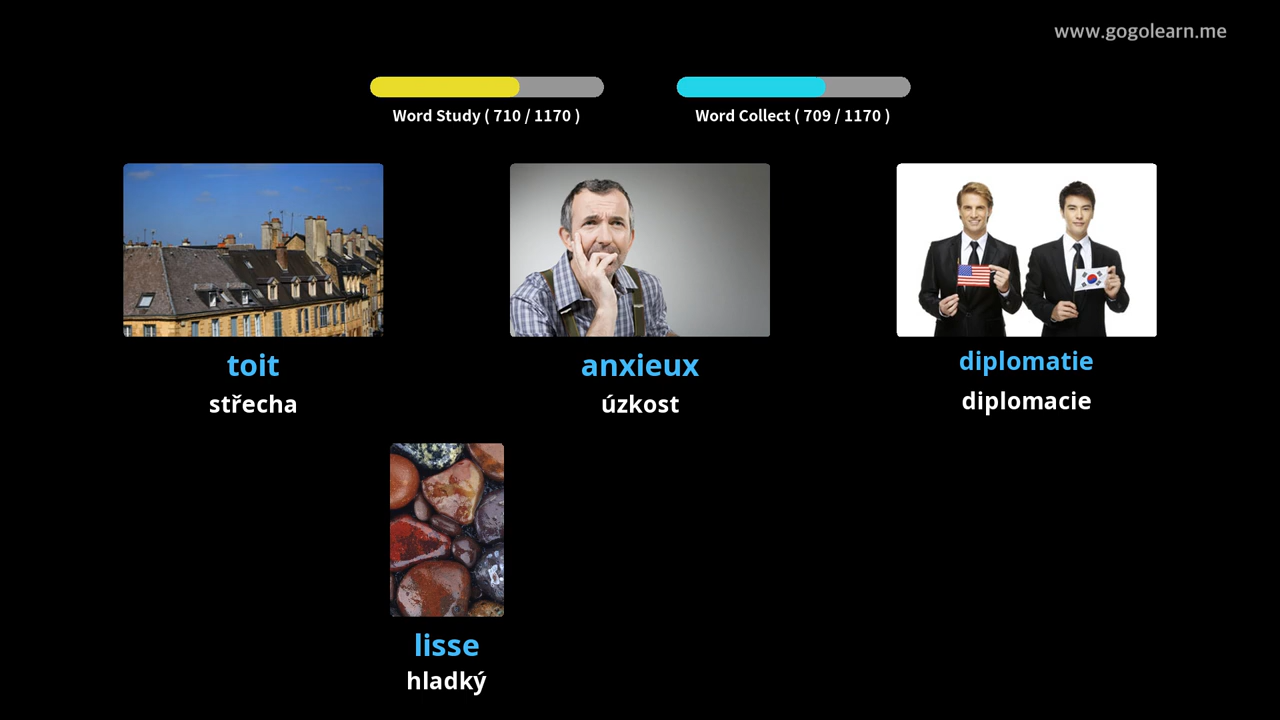 www.gogolearn.me
Word Study ( 710 / 1170 )
Word Collect ( 709 / 1170 )
toit
střecha
anxieux
úzkost
diplomatie
diplomacie
lisse
hladký